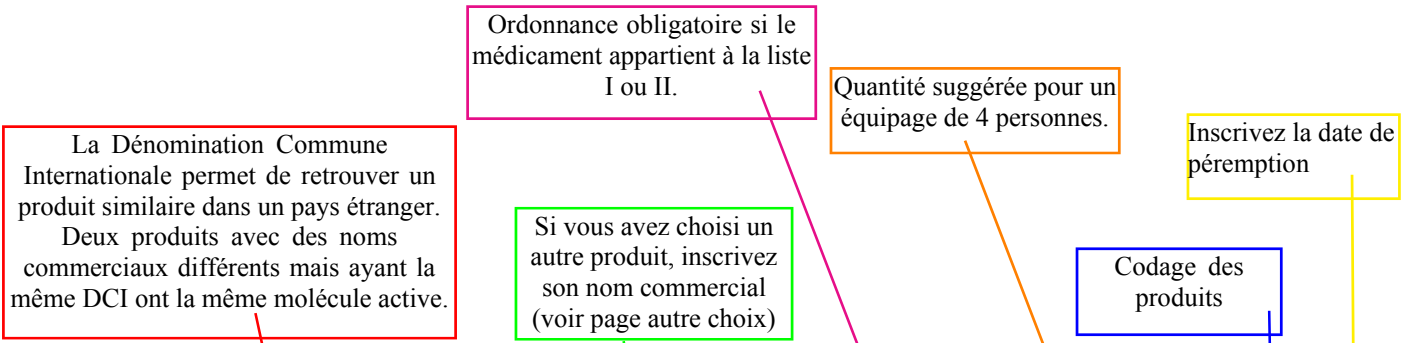 Ordonnance obligatoire si le
médicament appartient à la liste
I ou II.
Quantité suggérée pour un
équipage de 4 personnes.
Inscrivez la date de
péremption
La Dénomination Commune
Internationale permet de retrouver un
produit similaire dans un pays étranger.
Deux produits avec des noms
commerciaux différents mais ayant la
même DCI ont la même molécule active.
Si vous avez choisi un
autre produit, inscrivez
son nom commercial
(voir page autre choix)
Codage des
produits